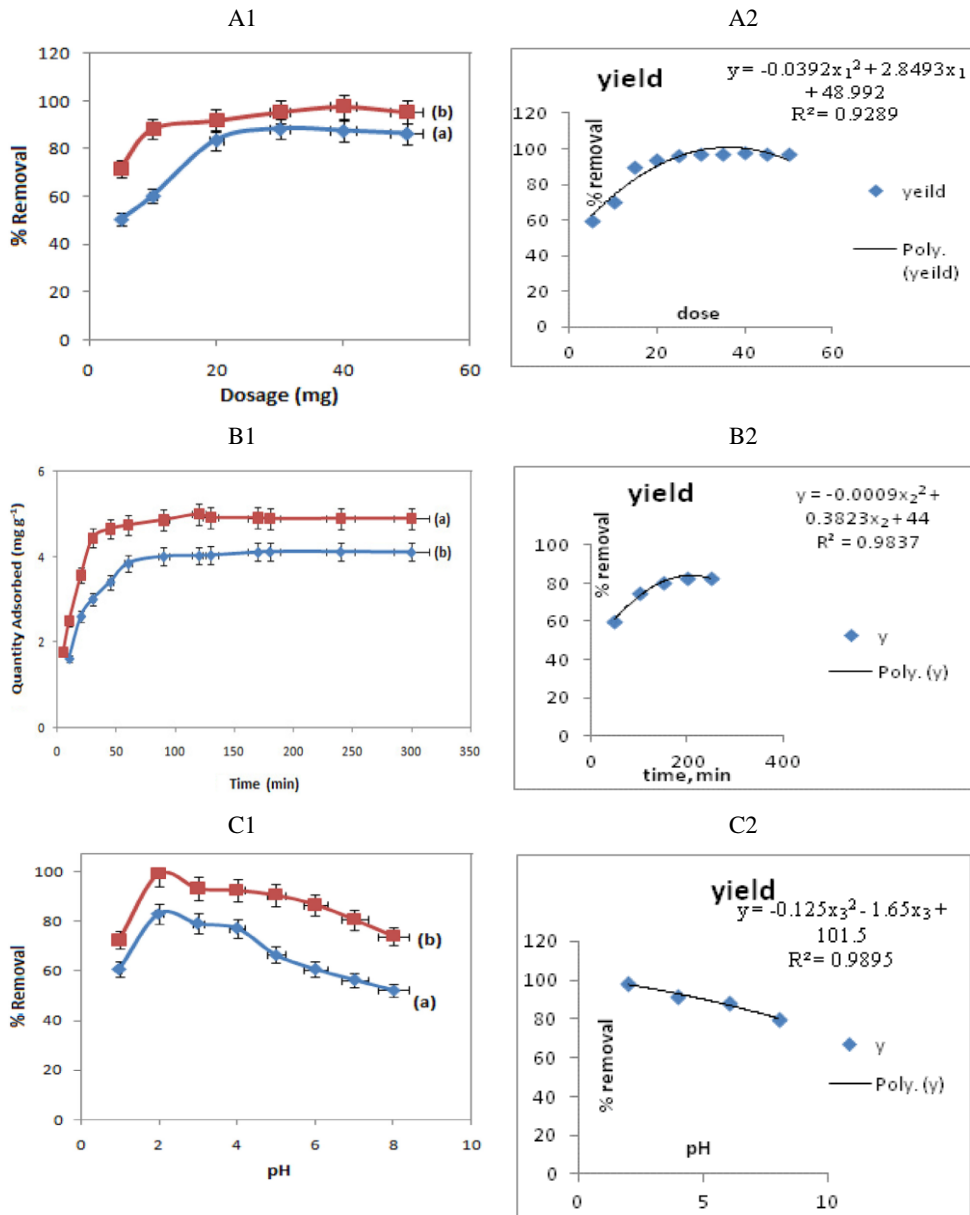 A1
120
100
80
60
40
20
0
% Removal
(b)
(a)
0
20
40
60
Dosage (mg)
A2
yield
y = -0.0392x₁² + 2.8493x₁
+ 48.992
R² = 0.9289
120
100
80
60
40
20
0
% removal
dose
yeild
Poly.
(yeild)
0
20
40
60
B1
6
4
2
0
Quantity Adsorbed (mg g⁻¹)
(a)
(b)
0
50
100
150
200
250
300
350
Time (min)
B2
yield
y = -0.0009x₂² +
0.3823x₂ + 44
R² = 0.9837
100
80
60
40
20
0
% removal
y
Poly. (y)
0
200
400
time, min
C1
100
80
60
40
20
0
% Removal
(b)
(a)
0
2
4
6
8
10
pH
C2
yield
y = -0.125x₃² - 1.65x₃ +
101.5
R² = 0.9895
120
100
80
60
40
20
0
% removal
y
Poly. (y)
pH
0
5
10